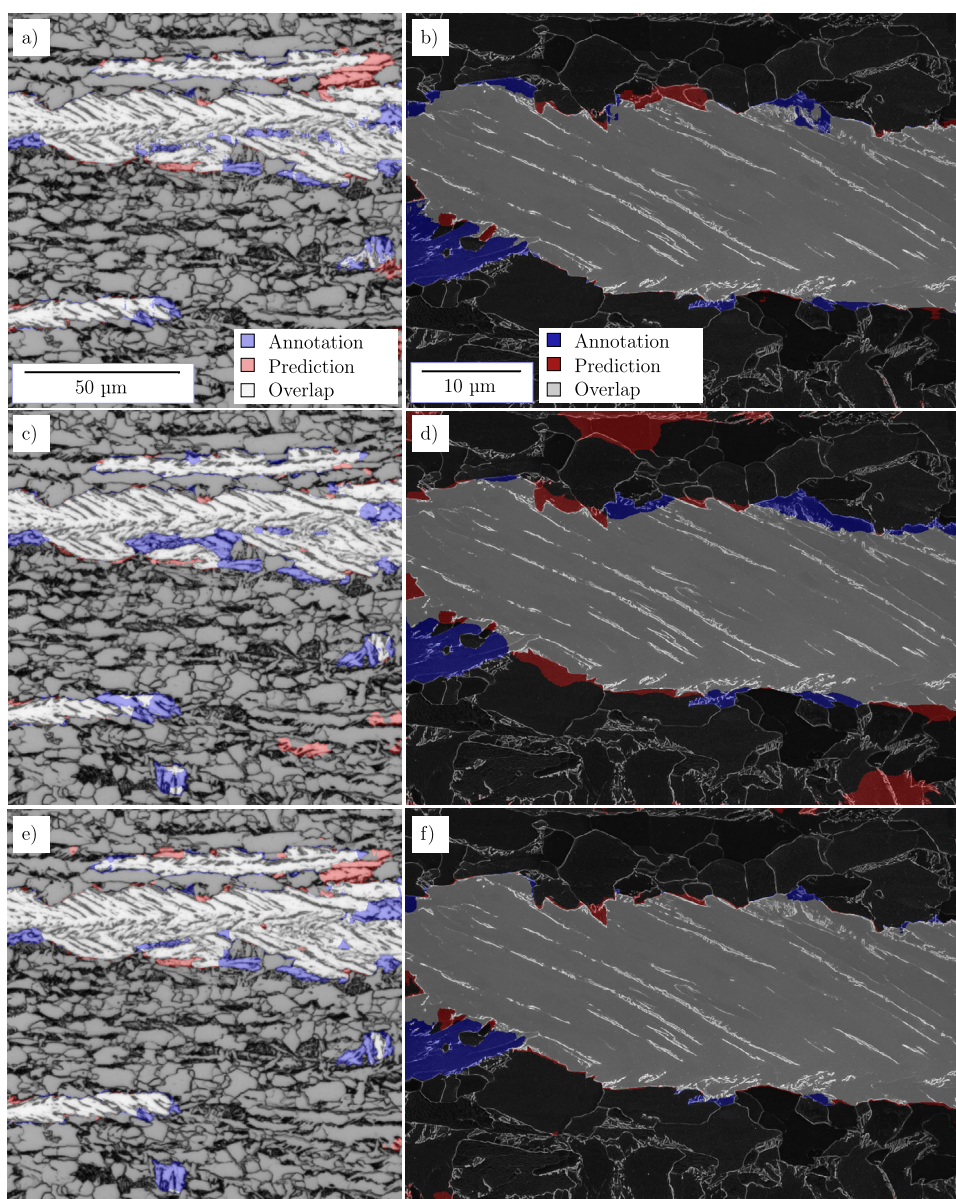 a)
b)
Annotation
Prediction
Overlap
50 µm
Annotation
Prediction
Overlap
10 µm
c)
d)
e)
f)